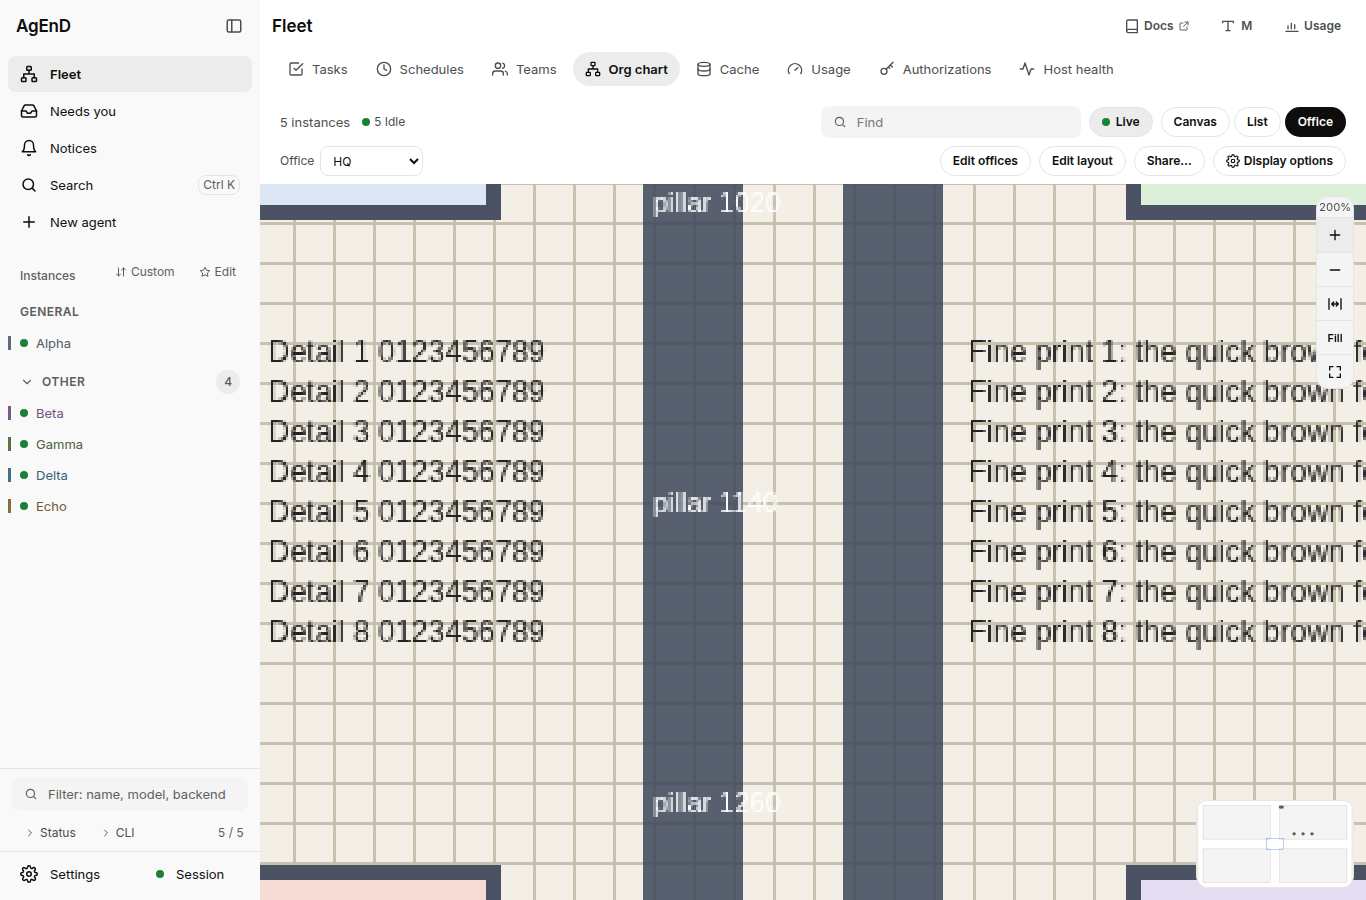 AgEnD
Fleet
Needs you
Notices
Search Ctrl K
New agent
Instances Custom Edit
GENERAL
Alpha
OTHER 4
Beta
Gamma
Delta
Echo
Filter: name, model, backend
Status CLI 5 / 5
Settings Session
Fleet Docs M Usage
Tasks Schedules Teams Org chart Cache Usage Authorizations Host health
5 instances 5 Idle Find Live Canvas List Office
Office HQ Edit offices Edit layout Share... Display options
pillar 1020
200%
Fill
Detail 1 0123456789 Fine print 1: the quick brow
Detail 2 0123456789 Fine print 2: the quick brown
Detail 3 0123456789 Fine print 3: the quick brown
Detail 4 0123456789 Fine print 4: the quick brown
pillar 1140
Detail 5 0123456789 Fine print 5: the quick brown
Detail 6 0123456789 Fine print 6: the quick brown
Detail 7 0123456789 Fine print 7: the quick brown
Detail 8 0123456789 Fine print 8: the quick brown
pillar 1260